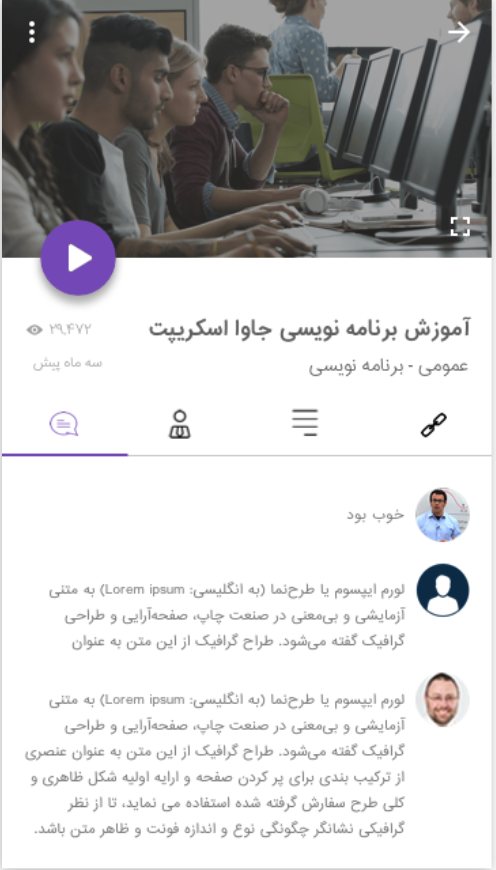 آموزش برنامه نویسی جاوا اسکریپت
۲۹,۴۷۲
عمومی - برنامه نویسی
سه ماه پیش
خوب بود
لورم ایپسوم یا طرح‌نما (به انگلیسی: Lorem ipsum) به متنی
آزمایشی و بی‌معنی در صنعت چاپ، صفحه‌آرایی و طراحی
گرافیک گفته می‌شود. طراح گرافیک از این متن به عنوان
لورم ایپسوم یا طرح‌نما (به انگلیسی: Lorem ipsum) به متنی
آزمایشی و بی‌معنی در صنعت چاپ، صفحه‌آرایی و طراحی
گرافیک گفته می‌شود. طراح گرافیک از این متن به عنوان عنصری
از ترکیب بندی برای پر کردن صفحه و ارایه اولیه شکل ظاهری و
کلی طرح سفارش گرفته شده استفاده می نماید، تا از نظر
گرافیکی نشانگر چگونگی نوع و اندازه فونت و ظاهر متن باشد.